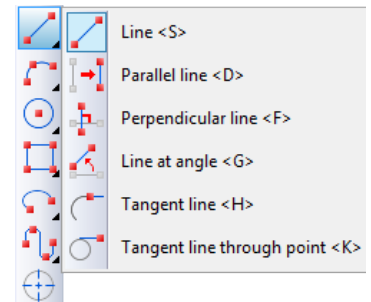 Line <S>
Parallel line <D>
Perpendicular line <F>
Line at angle <G>
Tangent line <H>
Tangent line through point <K>